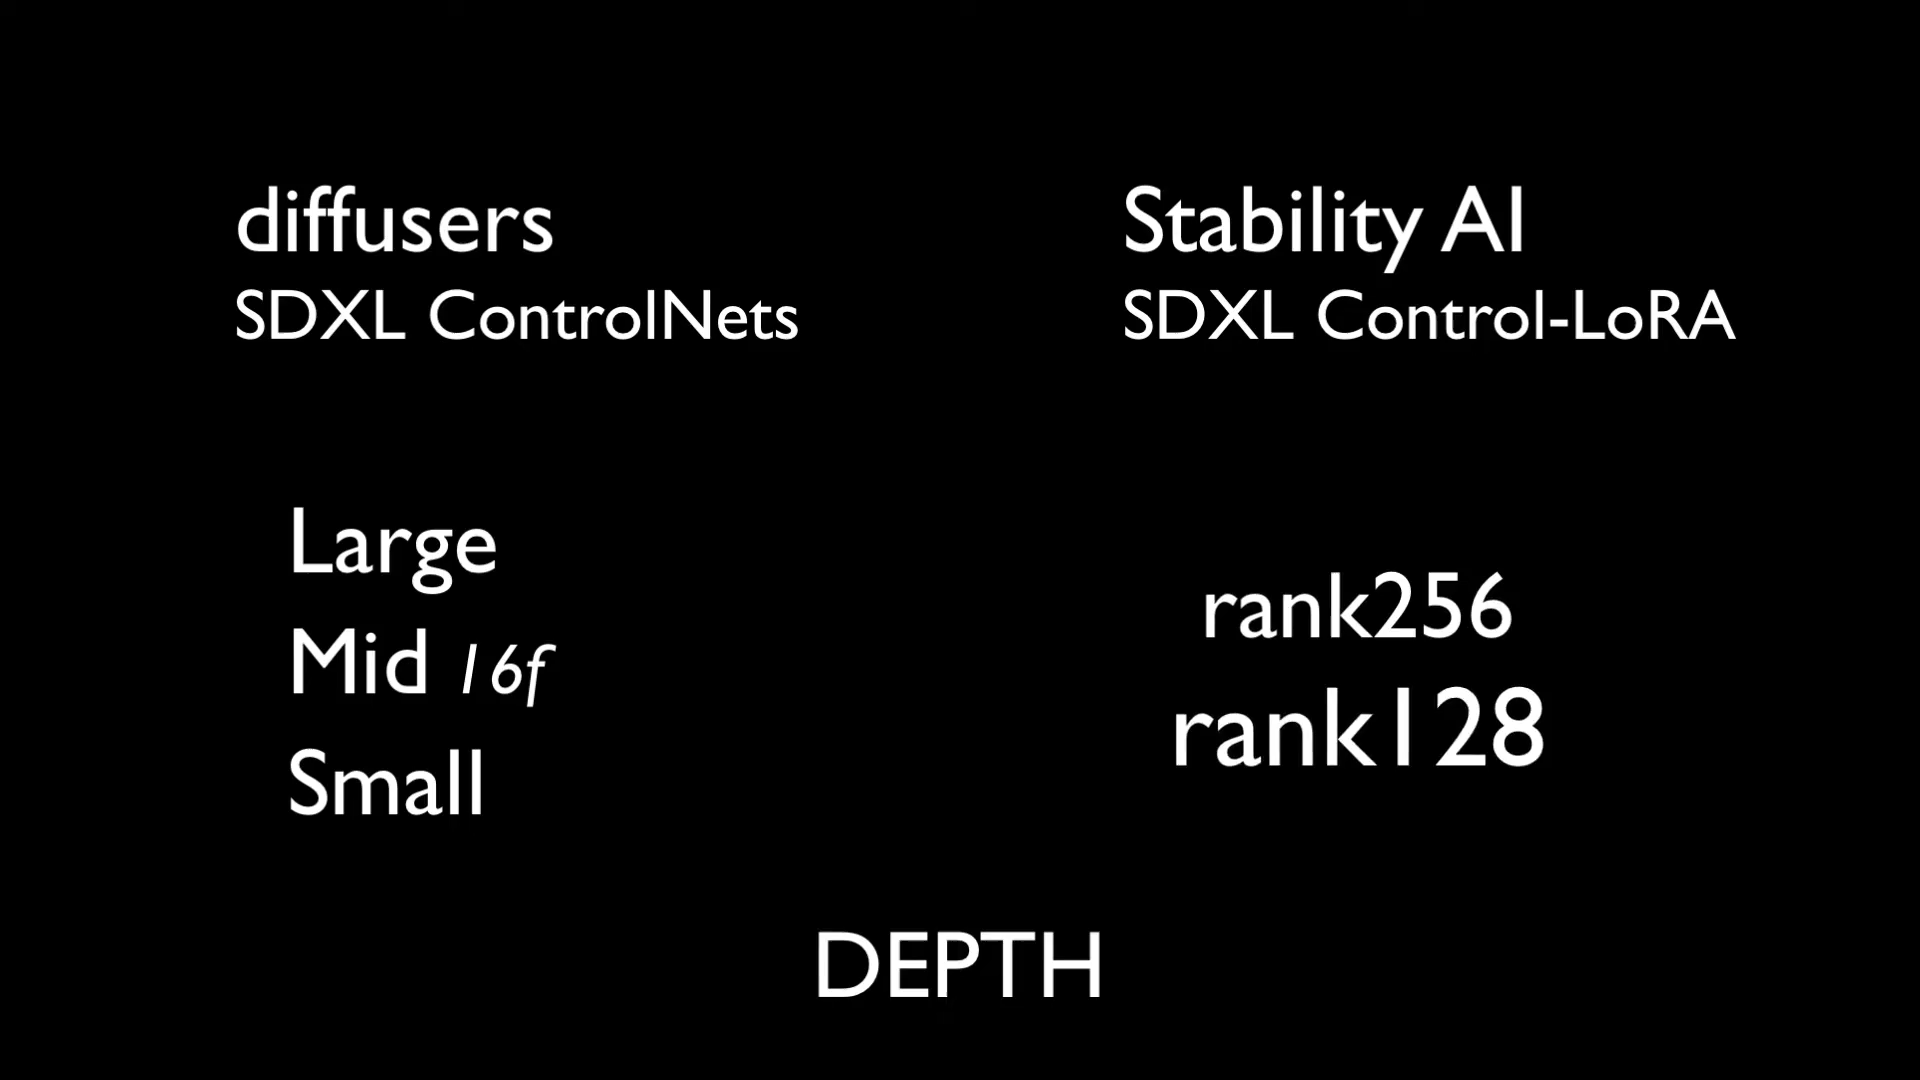 diffusers
SDXL ControlNets
Stability AI
SDXL Control-LoRA
Large
Mid 16f
Small
rank256
rank128
DEPTH